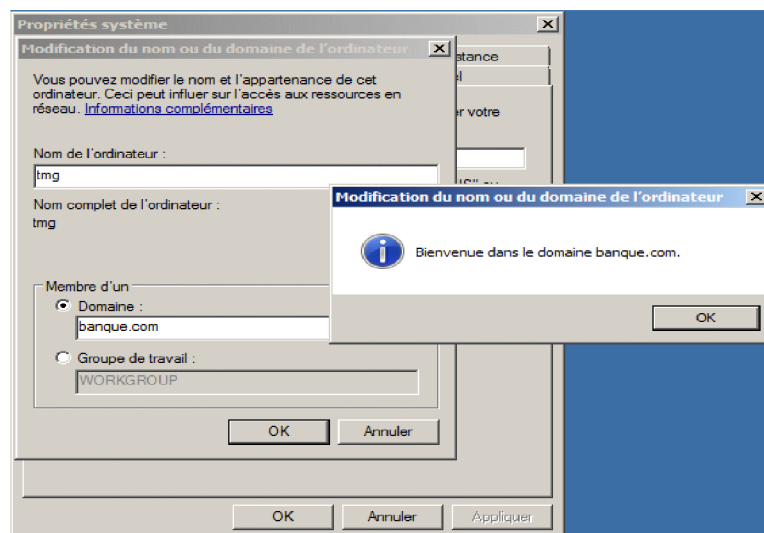 Propriétés système
Modification du nom ou du domaine de l'ordinateur
Vous pouvez modifier le nom et l'appartenance de cet
ordinateur. Ceci peut influer sur l'accès aux ressources en
réseau. Informations complémentaires
Nom de l'ordinateur :
tmg
Nom complet de l'ordinateur :
tmg
Membre d'un
Domaine :
banque.com
Groupe de travail :
WORKGROUP
OK Annuler
stance
er votre
Modification du nom ou du domaine de l'ordinateur
Bienvenue dans le domaine banque.com.
OK
OK Annuler Appliquer